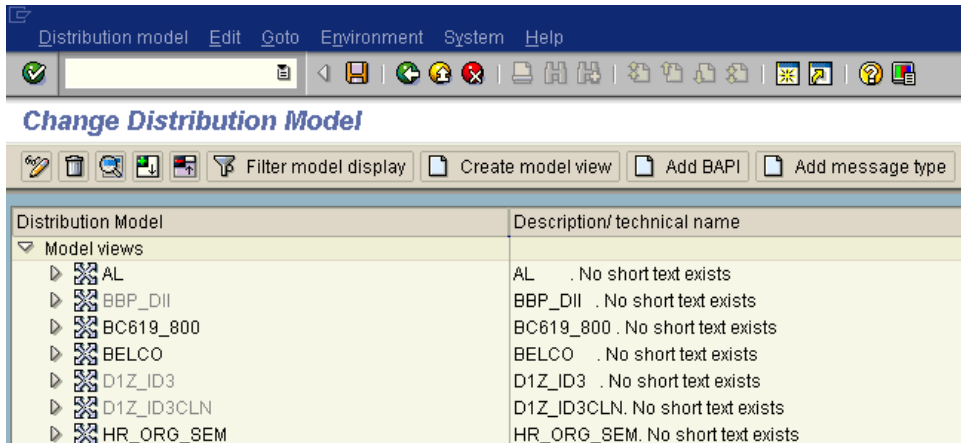 Distribution model Edit Goto Environment System Help
Change Distribution Model
Filter model display Create model view Add BAPI Add message type
Distribution Model Description/ technical name
Model views
AL AL . No short text exists
BBP_DII BBP_DII . No short text exists
BC619_800 BC619_800 . No short text exists
BELCO BELCO . No short text exists
D1Z_ID3 D1Z_ID3 . No short text exists
D1Z_ID3CLN D1Z_ID3CLN. No short text exists
HR_ORG_SEM HR_ORG_SEM. No short text exists